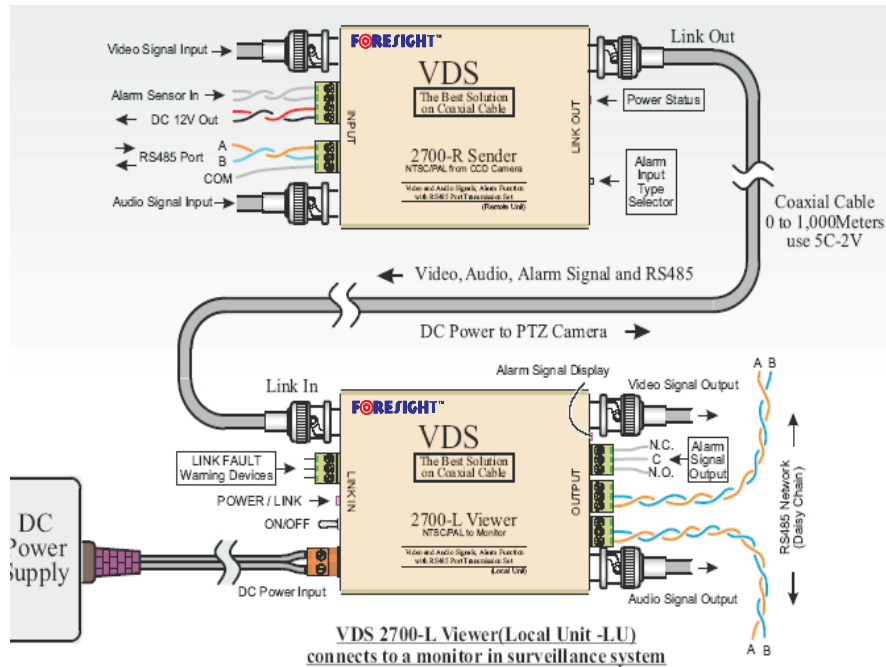 FORESIGHT™
VDS
The Best Solution
on Coaxial Cable
2700-R Sender
NTSC/PAL from CCD Camera
Video and Audio Signals, Alarm Function
with RS485 Port Transmission Set
(Remote Unit)
INPUT
LINK OUT
Video Signal Input
Alarm Sensor In
DC 12V Out
RS485 Port
A
B
COM
Audio Signal Input
Link Out
Power Status
Alarm
Input
Type
Selector
Coaxial Cable
0 to 1,000Meters
use 5C-2V
Video, Audio, Alarm Signal and RS485
DC Power to PTZ Camera
Link In
Alarm Signal Display
FORESIGHT™
VDS
The Best Solution
on Coaxial Cable
2700-L Viewer
NTSC/PAL to Monitor
Video and Audio Signals, Alarm Function
with RS485 Port Transmission Set
(Local Unit)
LINK IN
OUTPUT
LINK FAULT
Warning Devices
POWER / LINK
ON/OFF
DC Power Input
DC
Power
Supply
Video Signal Output
N.C.
C
N.O.
Alarm
Signal
Output
A B
RS485 Network
(Daisy Chain)
Audio Signal Output
A B
VDS 2700-L Viewer(Local Unit -LU)
connects to a monitor in surveillance system